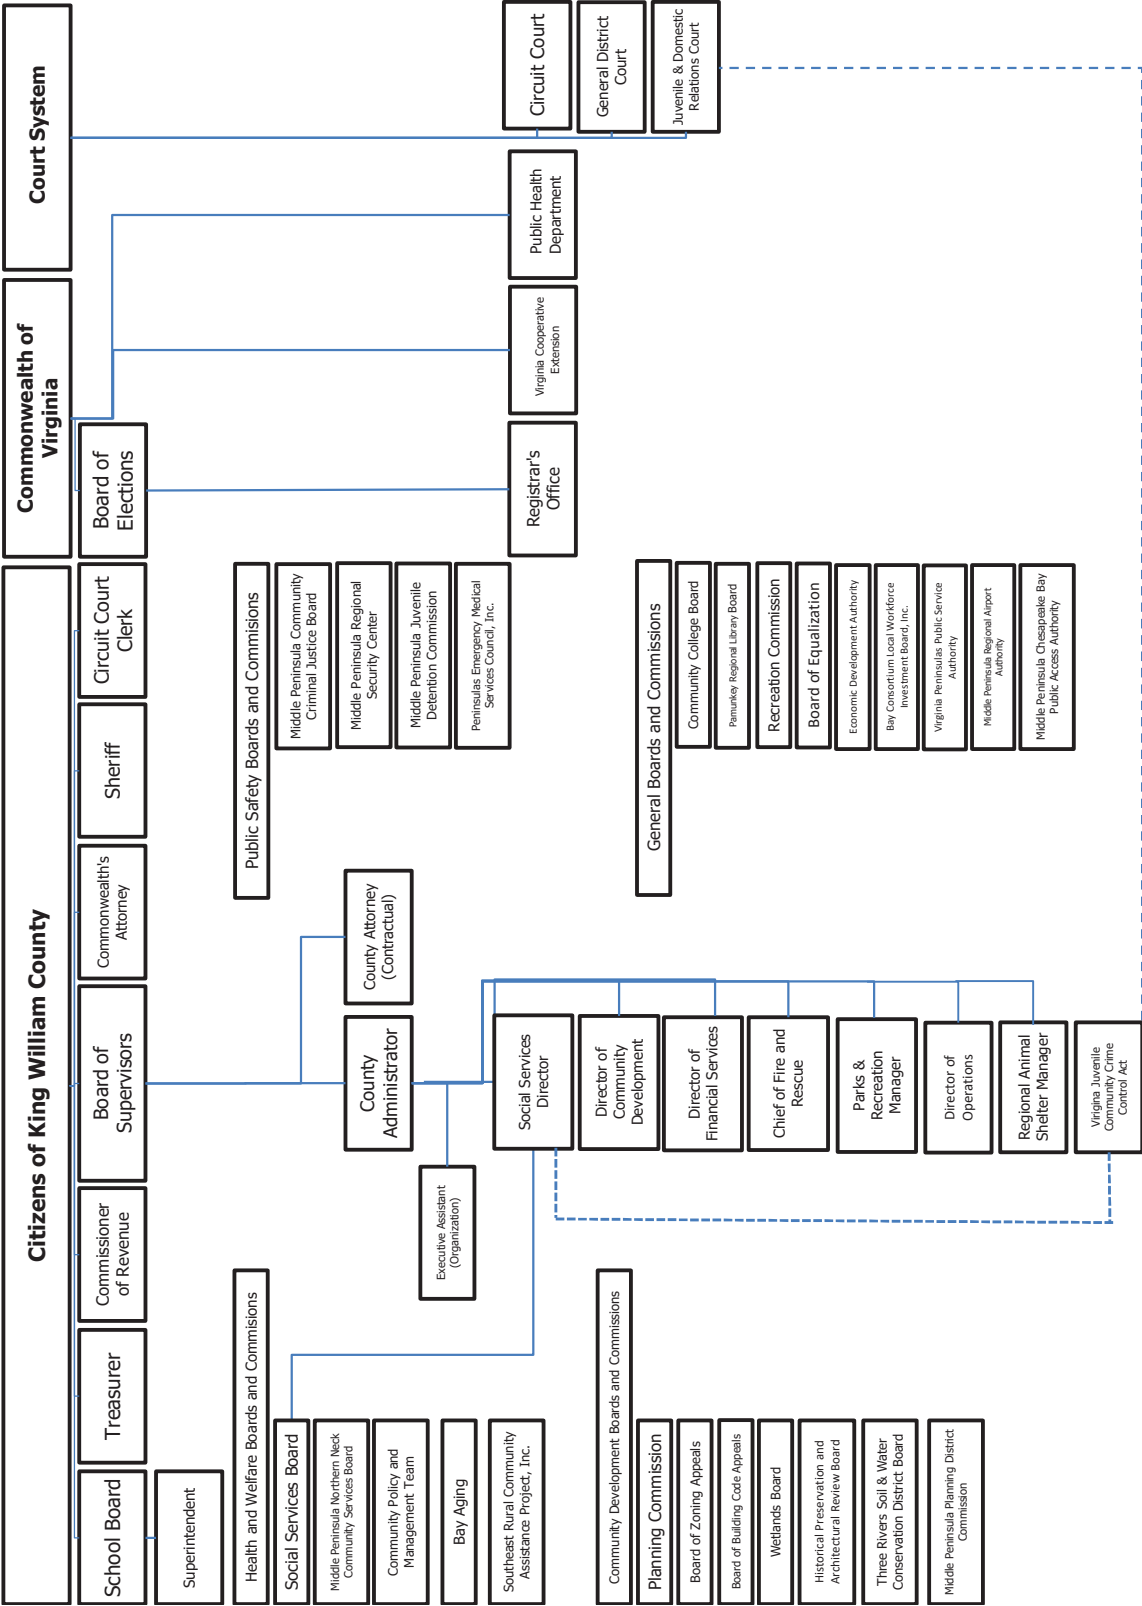 Citizens of King William County
Commonwealth of
Virginia
Court System
School Board
Treasurer
Commissioner
of Revenue
Board of
Supervisors
Commonwealth's
Attorney
Sheriff
Circuit Court
Clerk
Board of
Elections
Superintendent
Health and Welfare Boards and Commisions
Social Services Board
Middle Peninsula Northern Neck
Community Services Board
Community Policy and
Management Team
Bay Aging
Southeast Rural Community
Assistance Project, Inc.
Public Safety Boards and Commisions
Middle Peninsula Community
Criminal Justice Board
Middle Peninsula Regional
Security Center
Middle Peninsula Juvenile
Detention Commission
Peninsulas Emergency Medical
Services Council, Inc.
County
Administrator
County Attorney
(Contractual)
Executive Assistant
(Organization)
Social Services
Director
Director of
Community
Development
Director of
Financial Services
Chief of Fire and
Rescue
Parks &
Recreation
Manager
Director of
Operations
Regional Animal
Shelter Manager
Virigina Juvenile
Community Crime
Control Act
Registrar's
Office
Virginia Cooperative
Extension
Public Health
Department
Circuit Court
General District
Court
Juvenile & Domestic
Relations Court
Community Development Boards and Commissions
Planning Commission
Board of Zoning Appeals
Board of Building Code Appeals
Wetlands Board
Historical Preservation and
Architectural Review Board
Three Rivers Soil & Water
Conservation District Board
Middle Peninsula Planning District
Commission
General Boards and Commissions
Community College Board
Pamunkey Regional Library Board
Recreation Commission
Board of Equalization
Economic Development Authority
Bay Consortium Local Workforce
Investment Board, Inc.
Virginia Peninsulas Public Service
Authority
Middle Peninsula Regional Airport
Authority
Middle Peninsula Chesapeake Bay
Public Access Authority